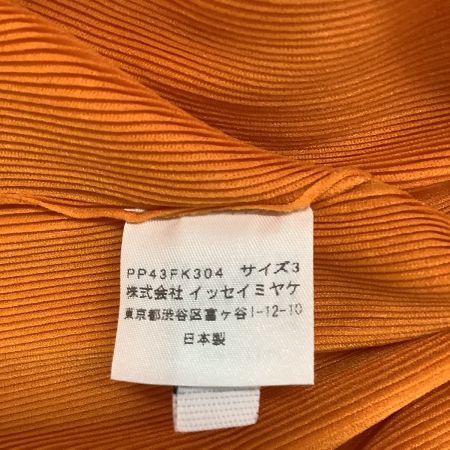 PP43FK304 サイズ3
株式会社 イッセイミヤケ
東京都渋谷区富ヶ谷1-12-10
日本製